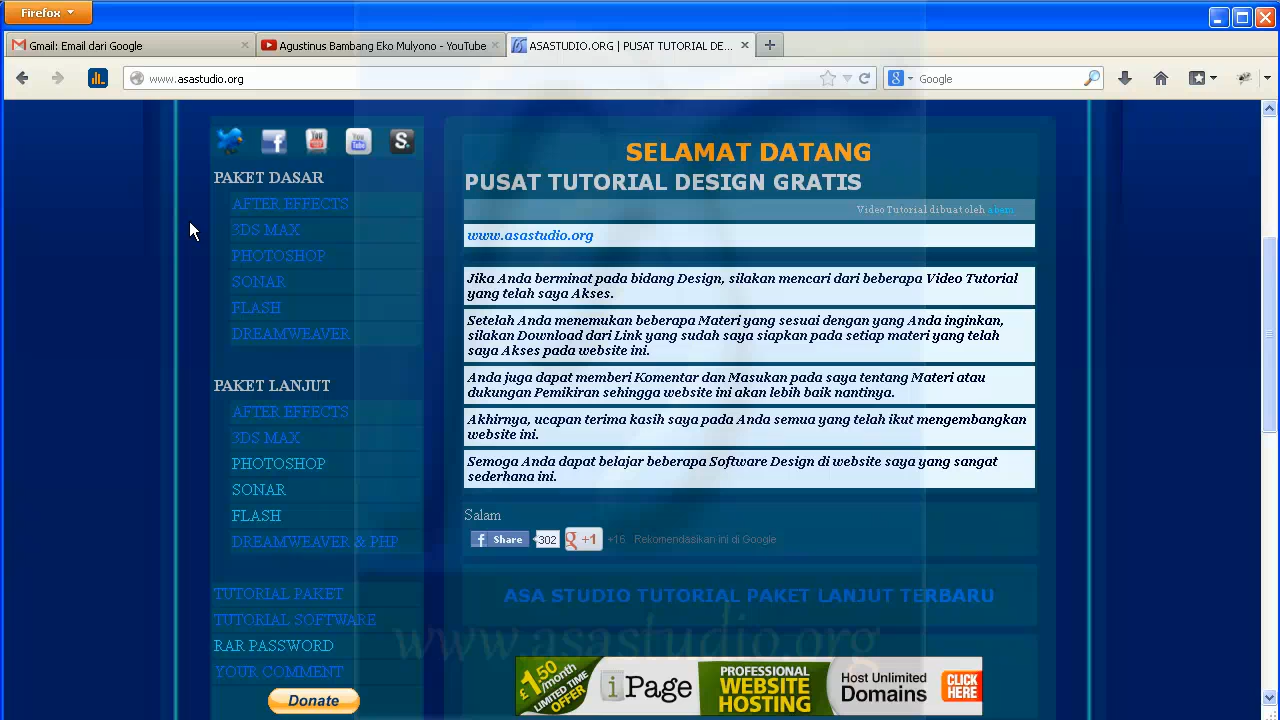 Firefox
Gmail: Email dari Google
Agustinus Bambang Eko Mulyono - YouTube
ASASTUDIO.ORG | PUSAT TUTORIAL DE...
www.asastudio.org
Google
PAKET DASAR
AFTER EFFECTS
3DS MAX
PHOTOSHOP
SONAR
FLASH
DREAMWEAVER
PAKET LANJUT
AFTER EFFECTS
3DS MAX
PHOTOSHOP
SONAR
FLASH
DREAMWEAVER & PHP
TUTORIAL PAKET
TUTORIAL SOFTWARE
RAR PASSWORD
YOUR COMMENT
Donate
SELAMAT DATANG
PUSAT TUTORIAL DESIGN GRATIS
Video Tutorial dibuat oleh
www.asastudio.org
Jika Anda berminat pada bidang Design, silakan mencari dari beberapa Video Tutorial
yang telah saya Akses.
Setelah Anda menemukan beberapa Materi yang sesuai dengan yang Anda inginkan,
silakan Download dari Link yang sudah saya siapkan pada setiap materi yang telah
saya Akses pada website ini.
Anda juga dapat memberi Komentar dan Masukan pada saya tentang Materi atau
dukungan Pemikiran sehingga website ini akan lebih baik nantinya.
Akhirnya, ucapan terima kasih saya pada Anda semua yang telah ikut mengembangkan
website ini.
Semoga Anda dapat belajar beberapa Software Design di website saya yang sangat
sederhana ini.
Salam
Share 302 +1 +16 Rekomendasikan ini di Google
ASA STUDIO TUTORIAL PAKET LANJUT TERBARU
www.asastudio.org
£1.50 /month LIMITED TIME OFFER
iPage
PROFESSIONAL WEBSITE HOSTING
Host Unlimited Domains
CLICK HERE